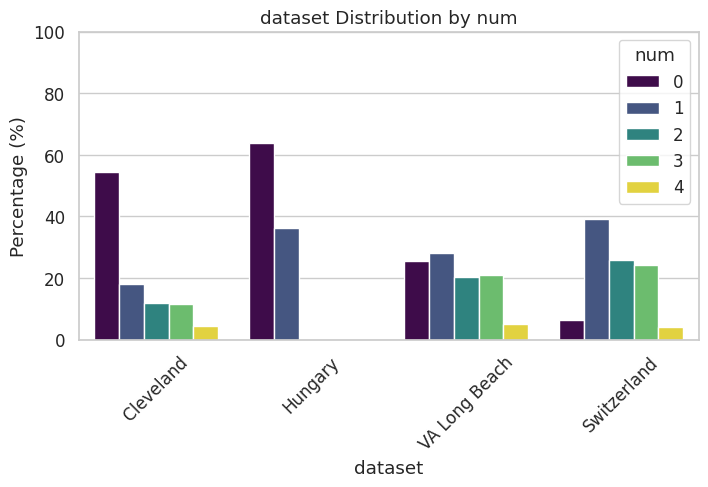 dataset Distribution by num
Percentage (%)
100
80
60
40
20
0
num
0
1
2
3
4
Cleveland
Hungary
VA Long Beach
Switzerland
dataset